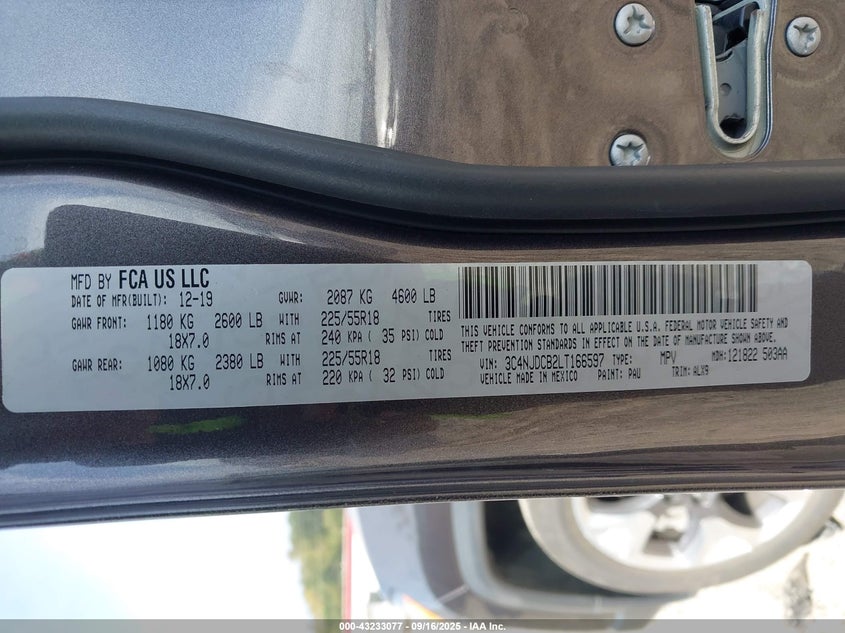 MFD BY FCA US LLC
DATE OF MFR(BUILT): 12-19 GVWR: 2087 KG 4600 LB
GAWR FRONT: 1180 KG 2600 LB WITH 225/55R18 TIRES
18X7.0 RIMS AT 240 KPA ( 35 PSI) COLD
GAWR REAR: 1080 KG 2380 LB WITH 225/55R18 TIRES
18X7.0 RIMS AT 220 KPA ( 32 PSI) COLD
THIS VEHICLE CONFORMS TO ALL APPLICABLE U.S.A. FEDERAL MOTOR VEHICLE SAFETY AND
THEFT PREVENTION STANDARDS IN EFFECT ON THE DATE OF MANUFACTURE SHOWN ABOVE.
VIN: 3C4NJDCB2LT166597 TYPE: MPV MDH:121822 503AA
VEHICLE MADE IN MEXICO PAINT: PAU TRIM: ALX9
000-43233077 - 09/16/2025 - IAA Inc.